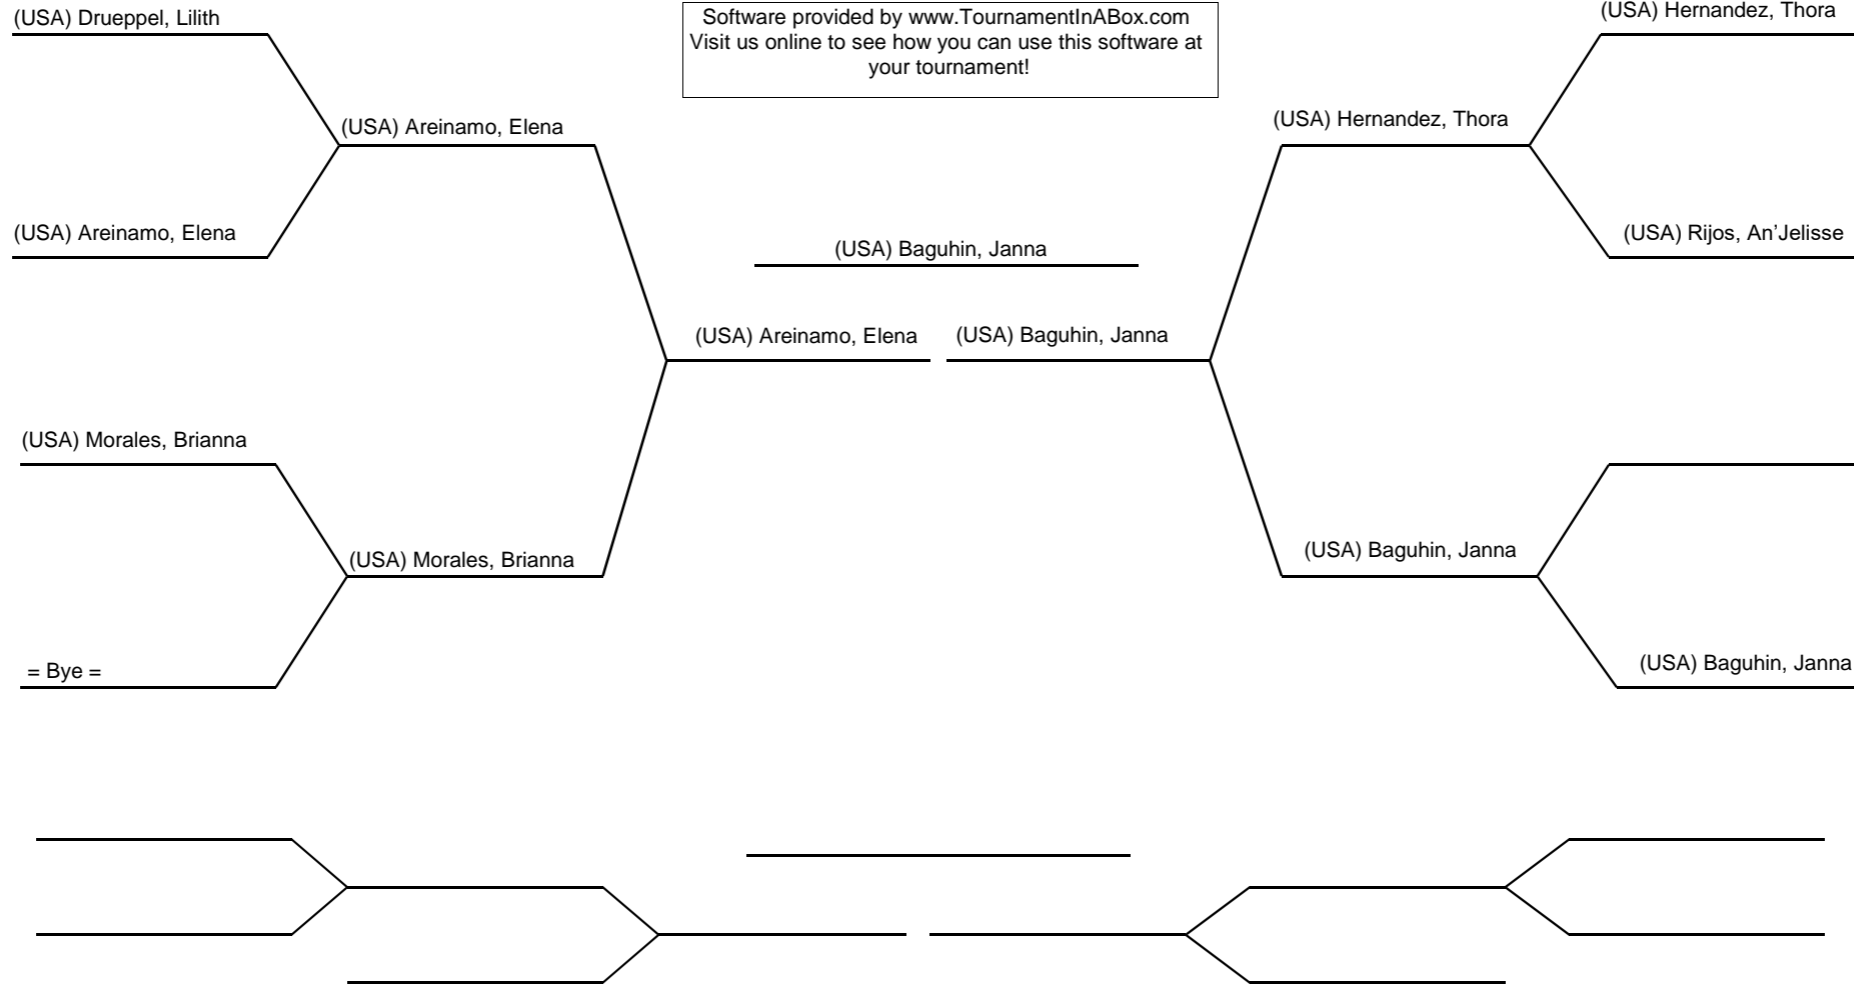 (USA) Drueppel, Lilith
Software provided by www.TournamentInABox.com
Visit us online to see how you can use this software at
your tournament!
(USA) Hernandez, Thora
(USA) Areinamo, Elena
(USA) Hernandez, Thora
(USA) Areinamo, Elena
(USA) Baguhin, Janna
(USA) Rijos, An'Jelisse
(USA) Areinamo, Elena
(USA) Baguhin, Janna
(USA) Morales, Brianna
(USA) Morales, Brianna
(USA) Baguhin, Janna
= Bye =
(USA) Baguhin, Janna